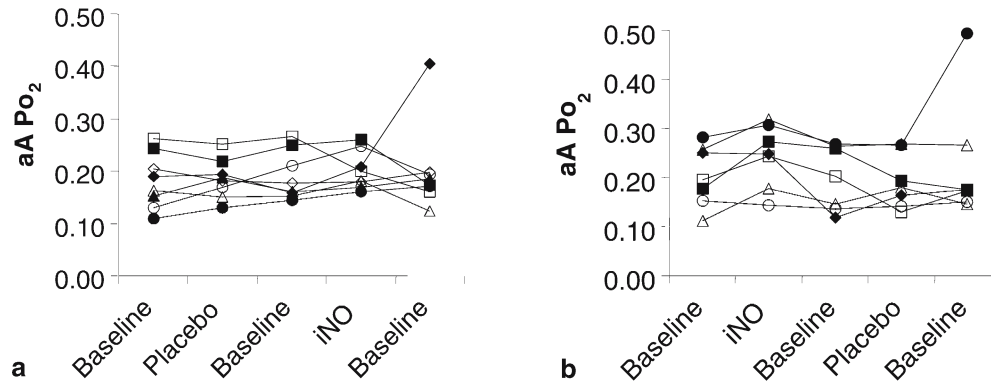 0.50
0.40
0.30
0.20
0.10
0.00
aA Po2
Baseline
Placebo
Baseline
iNO
Baseline
a
0.50
0.40
0.30
0.20
0.10
0.00
aA Po2
Baseline
iNO
Baseline
Placebo
Baseline
b